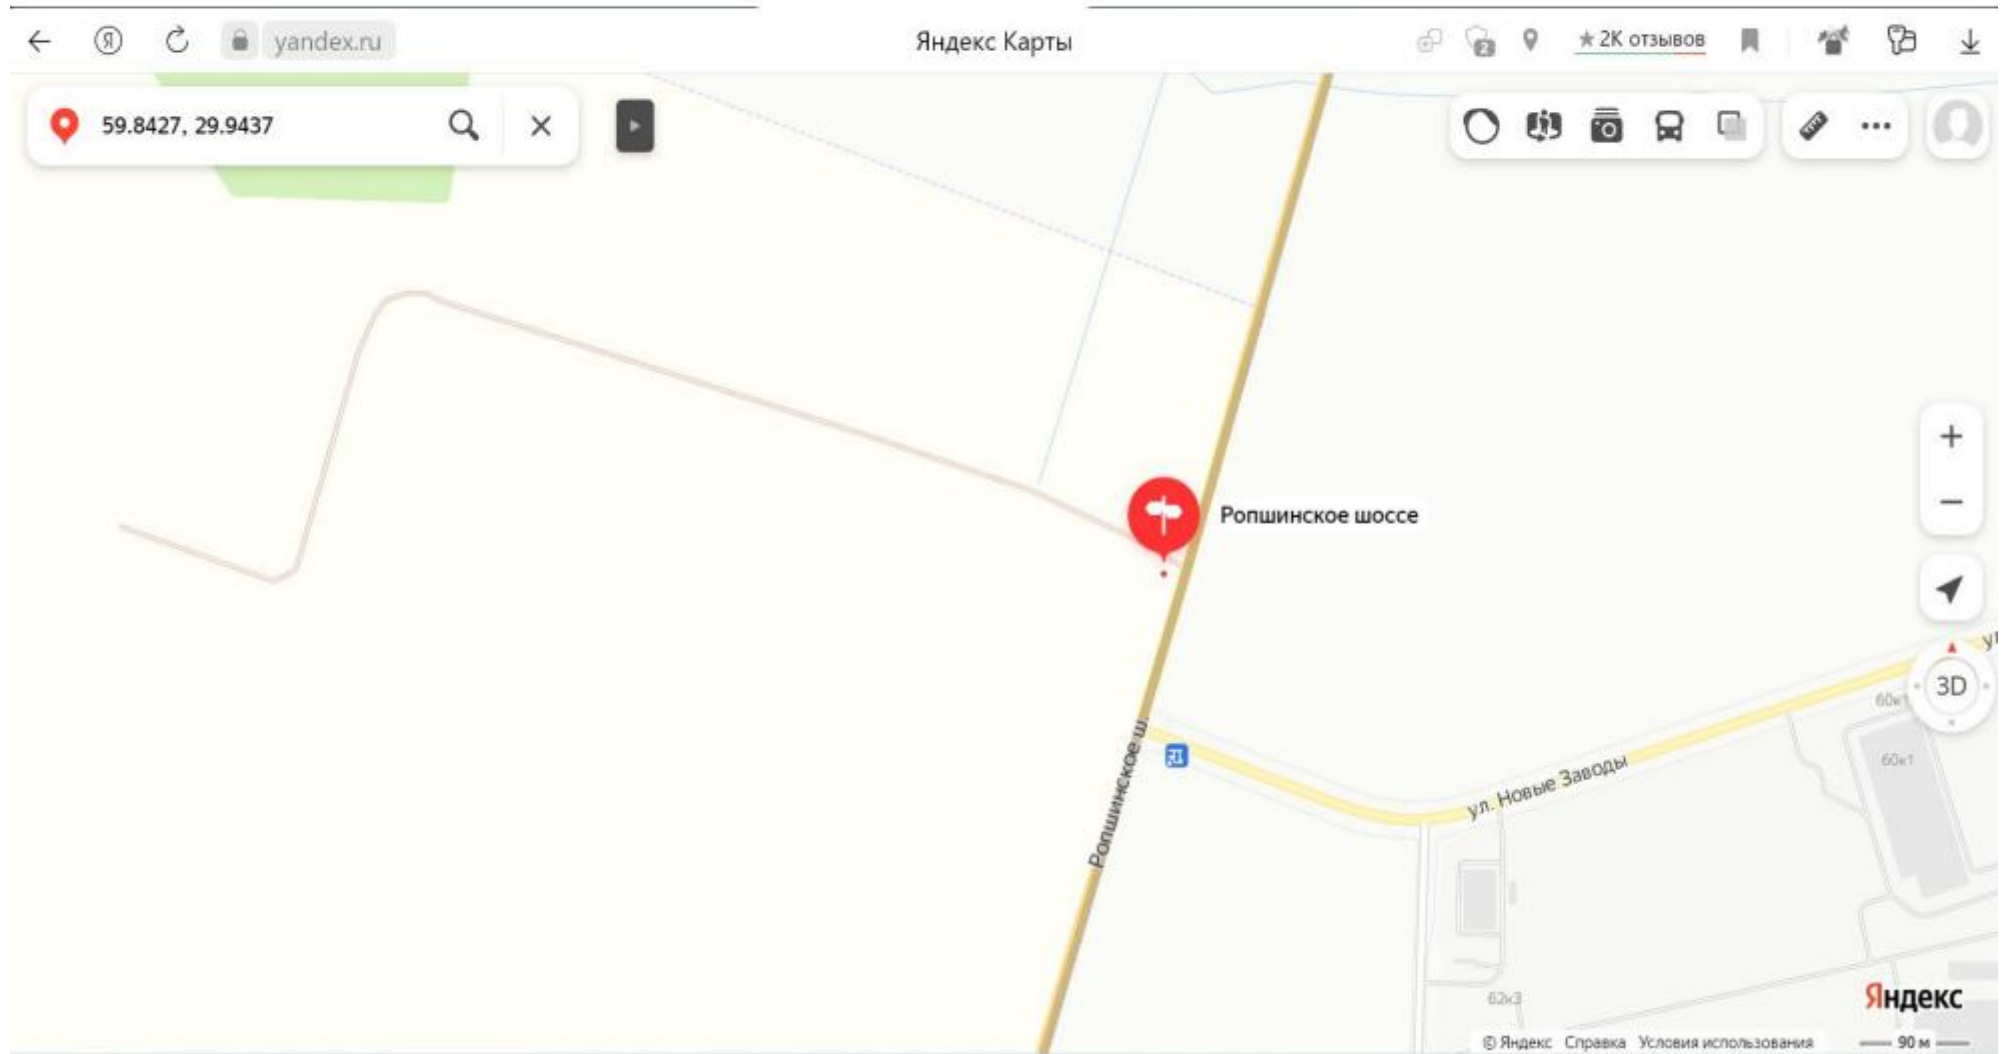 yandex.ru
Яндекс Карты
2К отзывов
2
59.8427, 29.9437
Ропшинское шоссе
3D
60к1
ул. Новые Заводы
Ропшинское ш.
62к3
Яндекс
© Яндекс Справка Условия использования
90 м